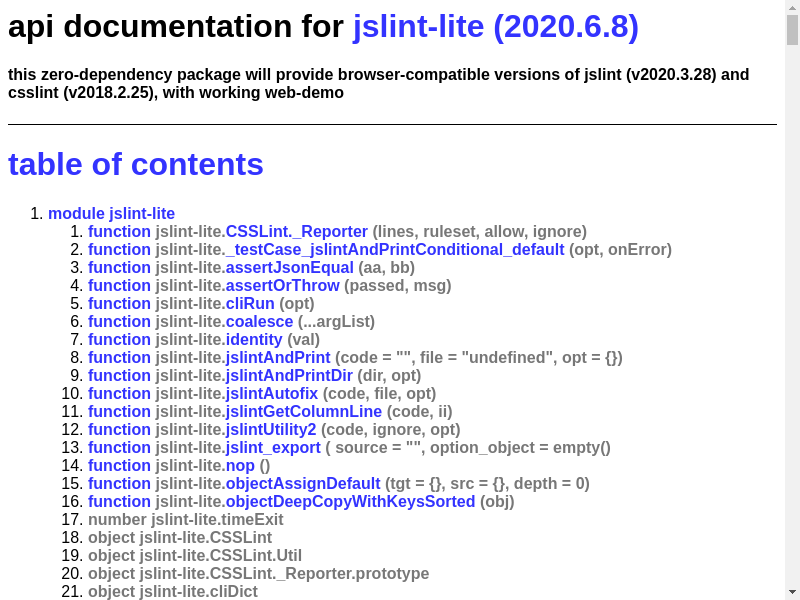 api documentation for jslint-lite (2020.6.8)
this zero-dependency package will provide browser-compatible versions of jslint (v2020.3.28) and
csslint (v2018.2.25), with working web-demo
table of contents
1. module jslint-lite
1. function jslint-lite.CSSLint._Reporter (lines, ruleset, allow, ignore)
2. function jslint-lite._testCase_jslintAndPrintConditional_default (opt, onError)
3. function jslint-lite.assertJsonEqual (aa, bb)
4. function jslint-lite.assertOrThrow (passed, msg)
5. function jslint-lite.cliRun (opt)
6. function jslint-lite.coalesce (...argList)
7. function jslint-lite.identity (val)
8. function jslint-lite.jslintAndPrint (code = "", file = "undefined", opt = {})
9. function jslint-lite.jslintAndPrintDir (dir, opt)
10. function jslint-lite.jslintAutofix (code, file, opt)
11. function jslint-lite.jslintGetColumnLine (code, ii)
12. function jslint-lite.jslintUtility2 (code, ignore, opt)
13. function jslint-lite.jslint_export ( source = "", option_object = empty()
14. function jslint-lite.nop ()
15. function jslint-lite.objectAssignDefault (tgt = {}, src = {}, depth = 0)
16. function jslint-lite.objectDeepCopyWithKeysSorted (obj)
17. number jslint-lite.timeExit
18. object jslint-lite.CSSLint
19. object jslint-lite.CSSLint.Util
20. object jslint-lite.CSSLint._Reporter.prototype
21. object jslint-lite.cliDict